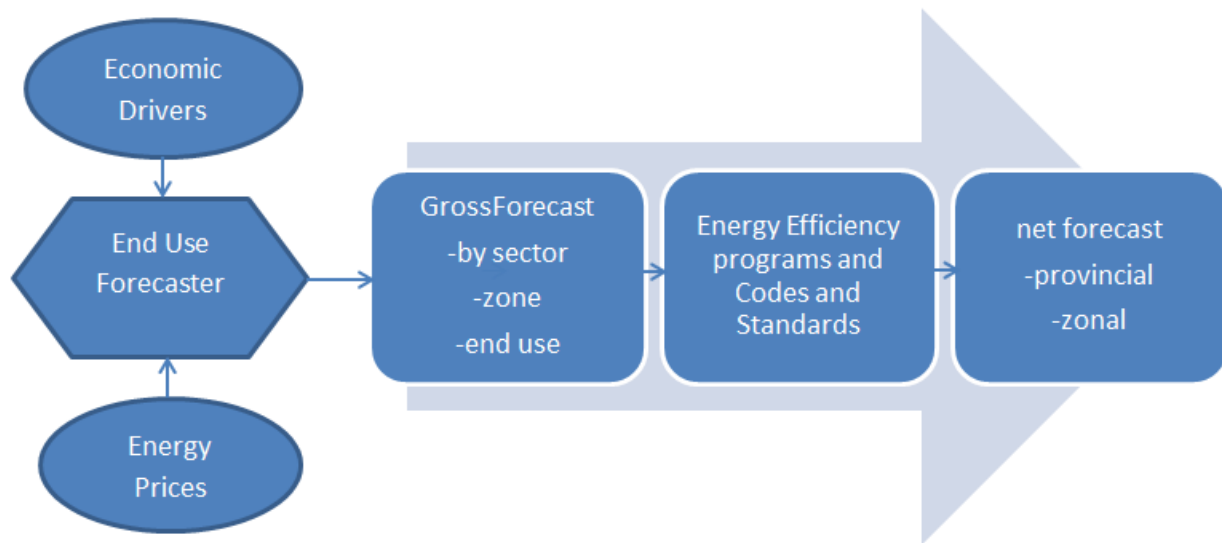 Economic
Drivers
End Use
Forecaster
Energy
Prices
GrossForecast
-by sector
-zone
-end use
Energy Efficiency
programs and
Codes and
Standards
net forecast
-provincial
-zonal